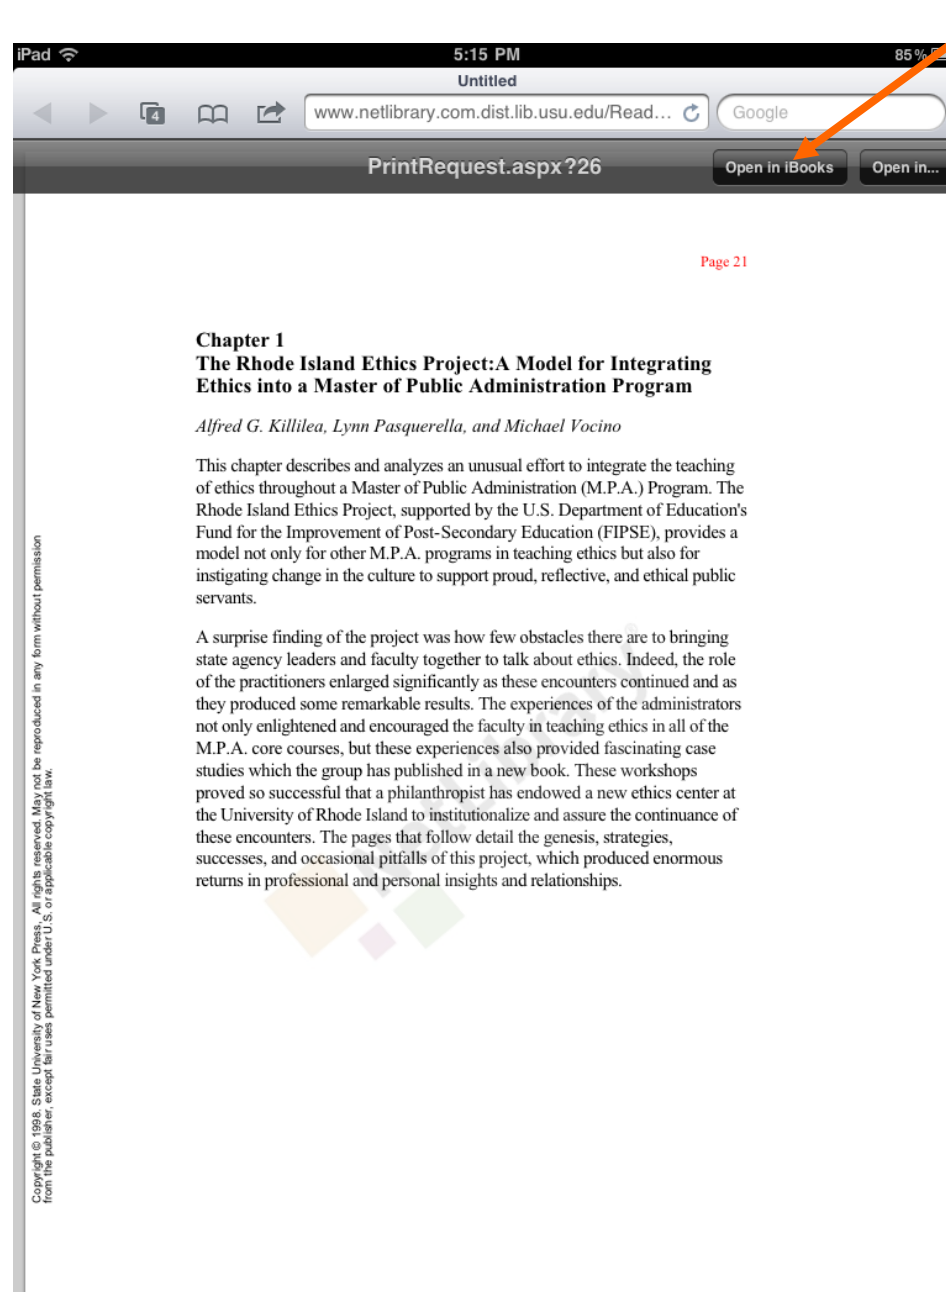 iPad 5:15 PM 85%
Untitled
4 www.netlibrary.com.dist.lib.usu.edu/Read... Google
PrintRequest.aspx?26 Open in iBooks Open in...
Page 21
Chapter 1
The Rhode Island Ethics Project:A Model for Integrating
Ethics into a Master of Public Administration Program
Alfred G. Killilea, Lynn Pasquerella, and Michael Vocino
This chapter describes and analyzes an unusual effort to integrate the teaching
of ethics throughout a Master of Public Administration (M.P.A.) Program. The
Rhode Island Ethics Project, supported by the U.S. Department of Education's
Fund for the Improvement of Post-Secondary Education (FIPSE), provides a
model not only for other M.P.A. programs in teaching ethics but also for
instigating change in the culture to support proud, reflective, and ethical public
servants.
A surprise finding of the project was how few obstacles there are to bringing
state agency leaders and faculty together to talk about ethics. Indeed, the role
of the practitioners enlarged significantly as these encounters continued and as
they produced some remarkable results. The experiences of the administrators
not only enlightened and encouraged the faculty in teaching ethics in all of the
M.P.A. core courses, but these experiences also provided fascinating case
studies which the group has published in a new book. These workshops
proved so successful that a philanthropist has endowed a new ethics center at
the University of Rhode Island to institutionalize and assure the continuance of
these encounters. The pages that follow detail the genesis, strategies,
successes, and occasional pitfalls of this project, which produced enormous
returns in professional and personal insights and relationships.
NetLibrary®
Copyright © 1998. State University of New York Press, All rights reserved. May not be reproduced in any form without permission
from the publisher, except fair uses permitted under U.S. or applicable copyright law.